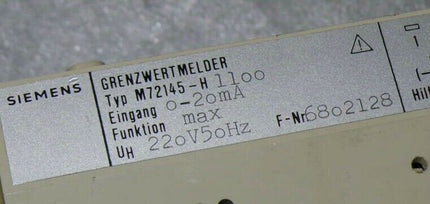 SIEMENS
GRENZWERTMELDER
Typ M72145-H 1100
Eingang 0-20mA
Funktion max
UH 220V50Hz F-Nr 6802128